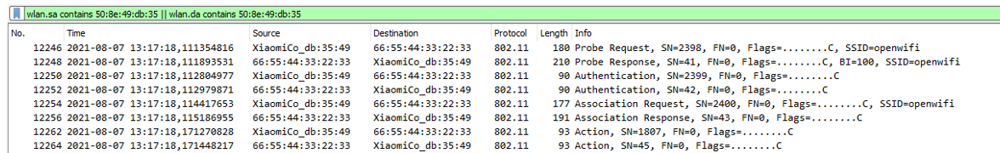 wlan.sa contains 50:8e:49:db:35 || wlan.da contains 50:8e:49:db:35
No. Time Source Destination Protocol Length Info
12246 2021-08-07 13:17:18,111354816 XiaomiCo_db:35:49 66:55:44:33:22:33 802.11 180 Probe Request, SN=2398, FN=0, Flags=........C, SSID=openwifi
12248 2021-08-07 13:17:18,111893531 66:55:44:33:22:33 XiaomiCo_db:35:49 802.11 210 Probe Response, SN=41, FN=0, Flags=........C, BI=100, SSID=openwifi
12250 2021-08-07 13:17:18,112804977 XiaomiCo_db:35:49 66:55:44:33:22:33 802.11 90 Authentication, SN=2399, FN=0, Flags=........C
12252 2021-08-07 13:17:18,112979871 66:55:44:33:22:33 XiaomiCo_db:35:49 802.11 90 Authentication, SN=42, FN=0, Flags=........C
12254 2021-08-07 13:17:18,114417653 XiaomiCo_db:35:49 66:55:44:33:22:33 802.11 177 Association Request, SN=2400, FN=0, Flags=........C, SSID=openwifi
12256 2021-08-07 13:17:18,115186955 66:55:44:33:22:33 XiaomiCo_db:35:49 802.11 191 Association Response, SN=43, FN=0, Flags=........C
12262 2021-08-07 13:17:18,171270828 XiaomiCo_db:35:49 66:55:44:33:22:33 802.11 93 Action, SN=1807, FN=0, Flags=........C
12264 2021-08-07 13:17:18,171448217 66:55:44:33:22:33 XiaomiCo_db:35:49 802.11 93 Action, SN=45, FN=0, Flags=........C